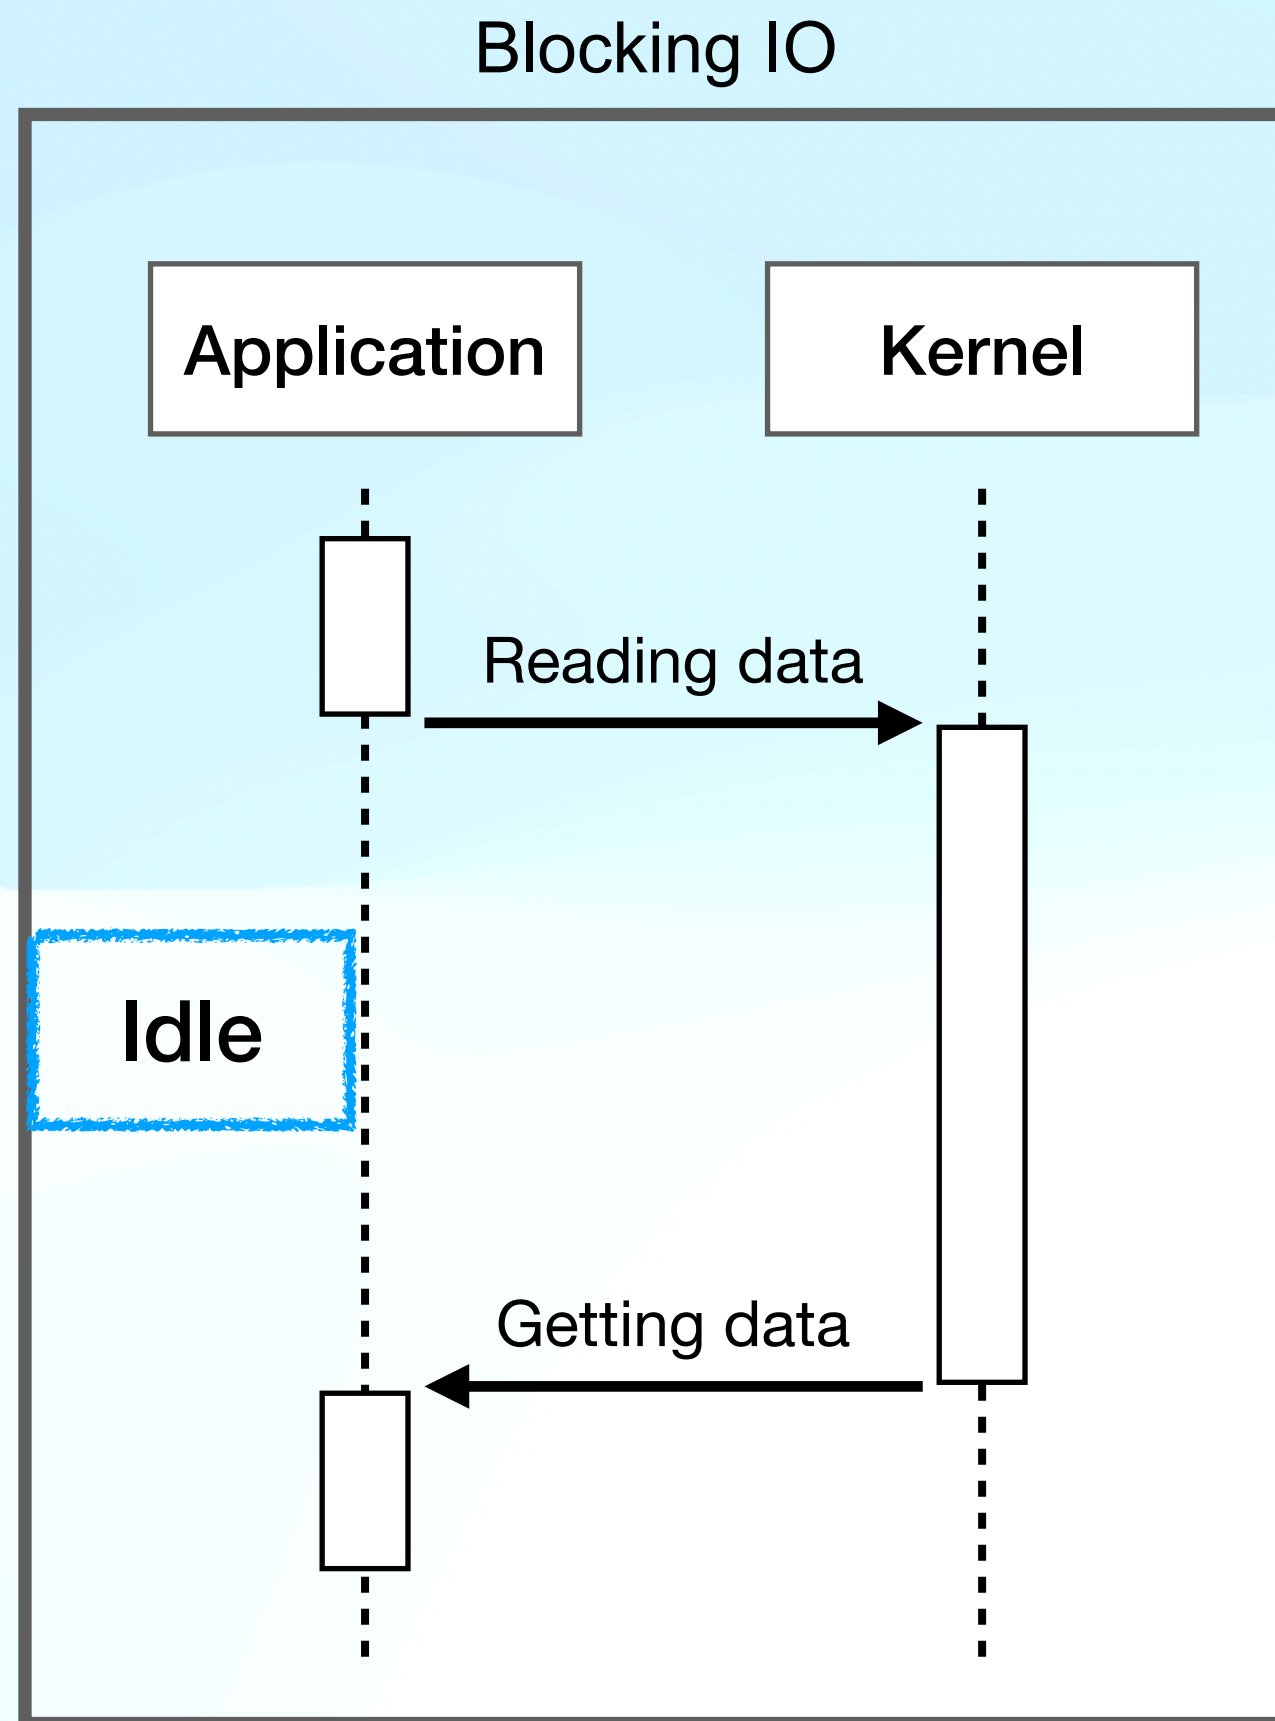 Blocking IO
Application
Kernel
Reading data
Idle
Getting data